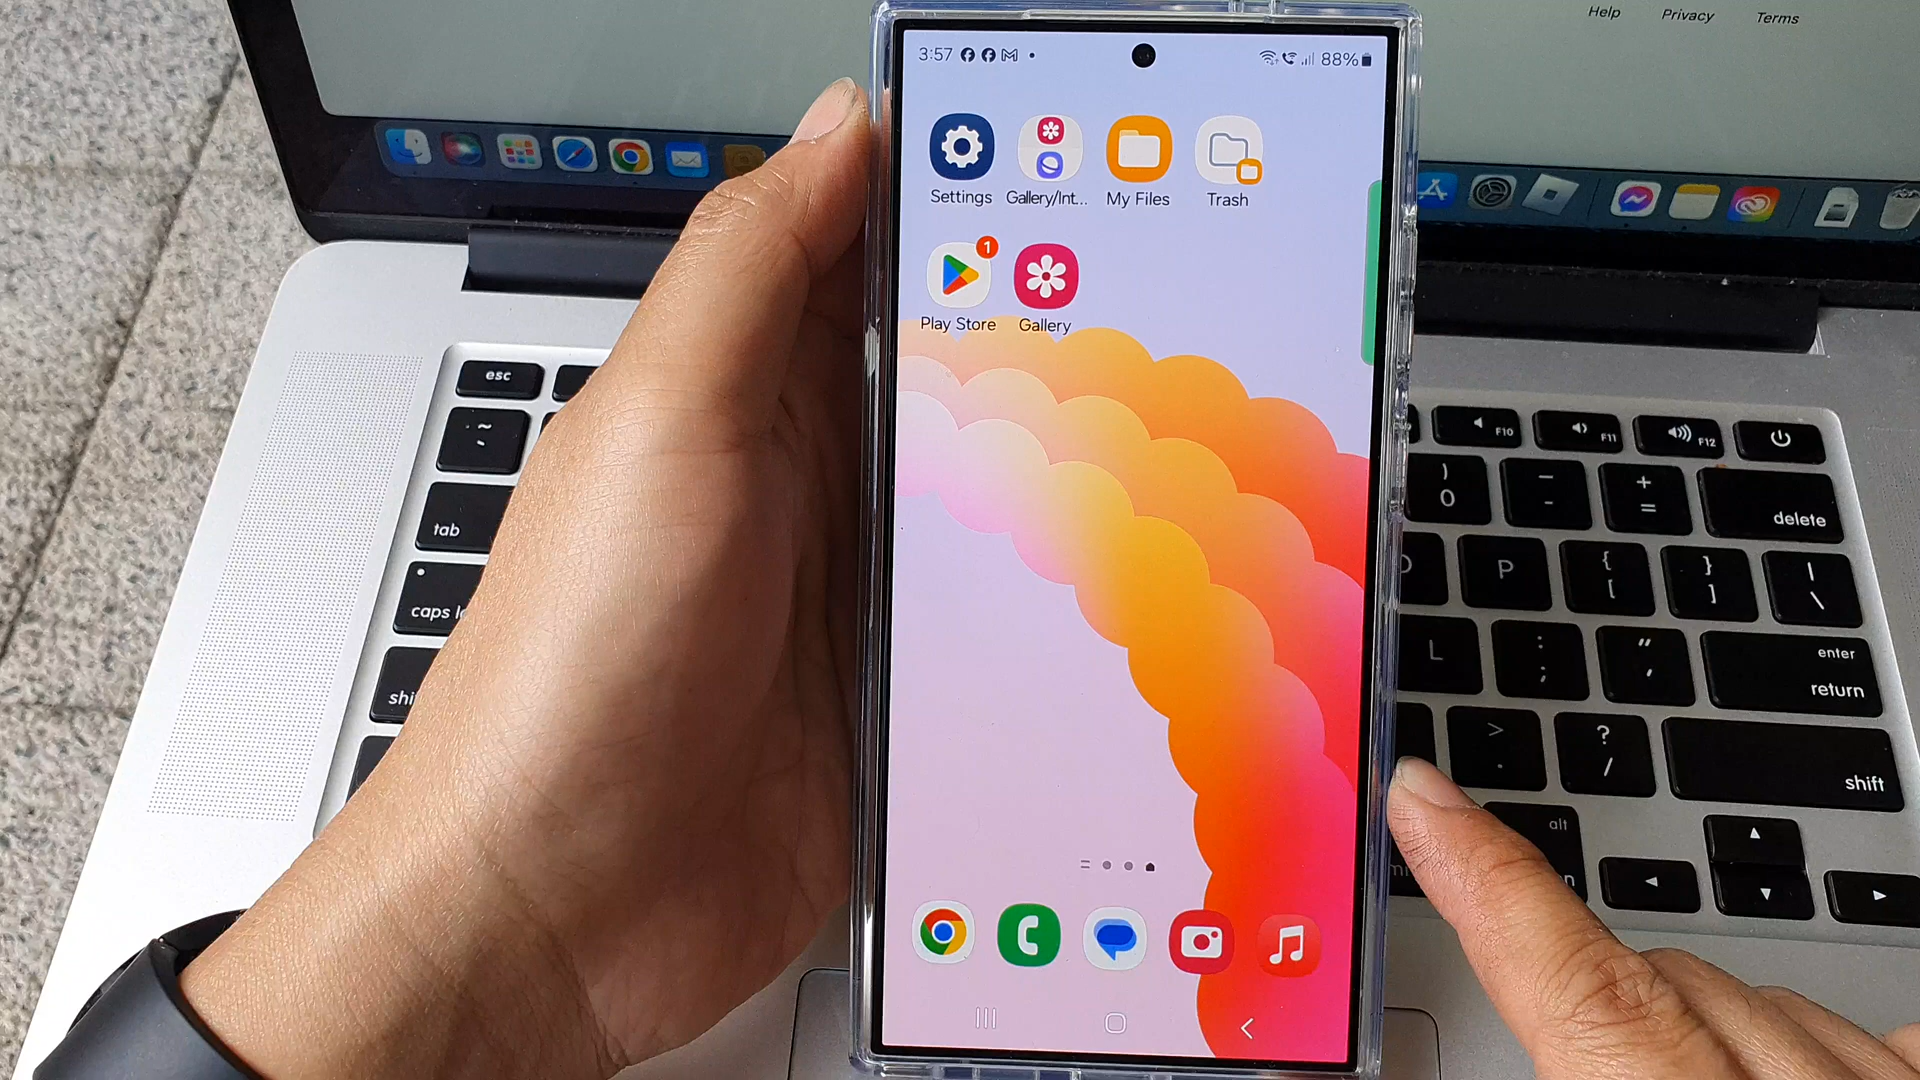 Help Privacy Terms
3:57
88%
Settings Gallery/Int... My Files Trash
1
Play Store Gallery
esc
~
`
tab
caps l
shi
F10 F11 F12
)
0
-
+
=
delete
P
{
[
}
]
|
\
L
:
;
"
,
enter
return
>
.
?
/
shift
alt